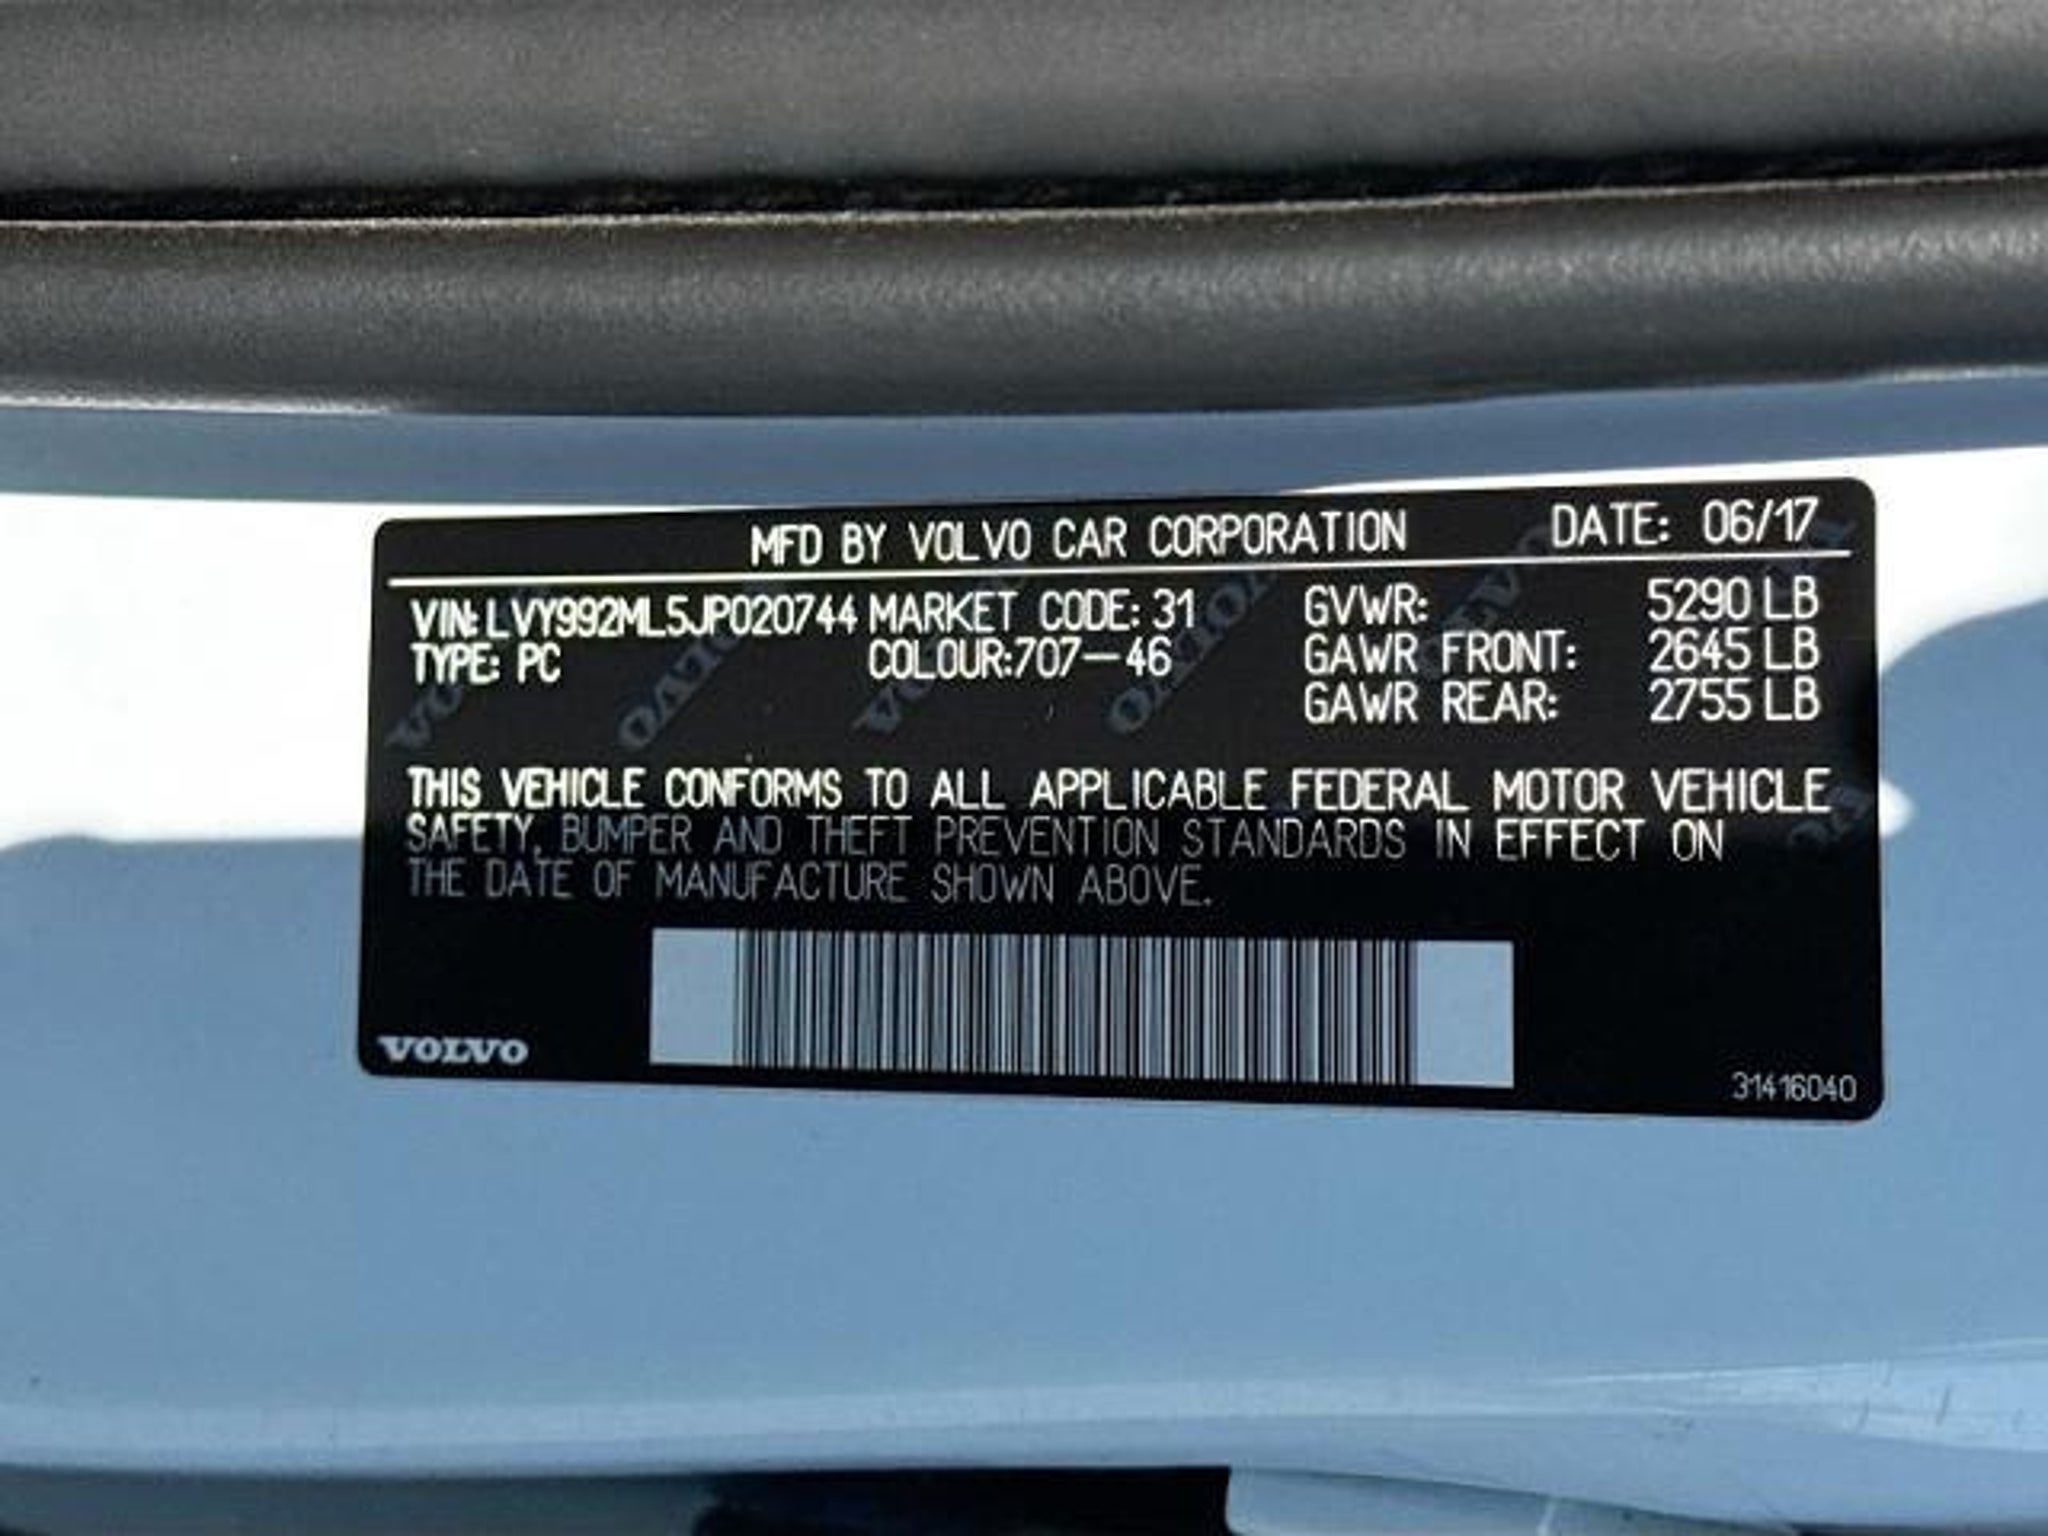 MFD BY VOLVO CAR CORPORATION DATE: 06/17
VIN: LVY992ML5JP020744 MARKET CODE: 31 GVWR: 5290 LB
TYPE: PC COLOUR:707-46 GAWR FRONT: 2645 LB
GAWR REAR: 2755 LB
THIS VEHICLE CONFORMS TO ALL APPLICABLE FEDERAL MOTOR VEHICLE
SAFETY, BUMPER AND THEFT PREVENTION STANDARDS IN EFFECT ON
THE DATE OF MANUFACTURE SHOWN ABOVE.
VOLVO
31416040